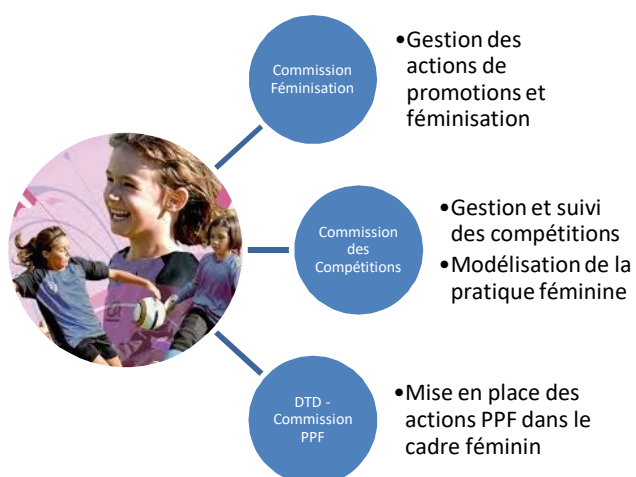 Commission
Féminisation
•Gestion des
actions de
promotions et
féminisation
Commission
des
Compétitions
•Gestion et suivi
des compétitions
•Modélisation de la
pratique féminine
DTD -
Commission
PPF
•Mise en place des
actions PPF dans le
cadre féminin